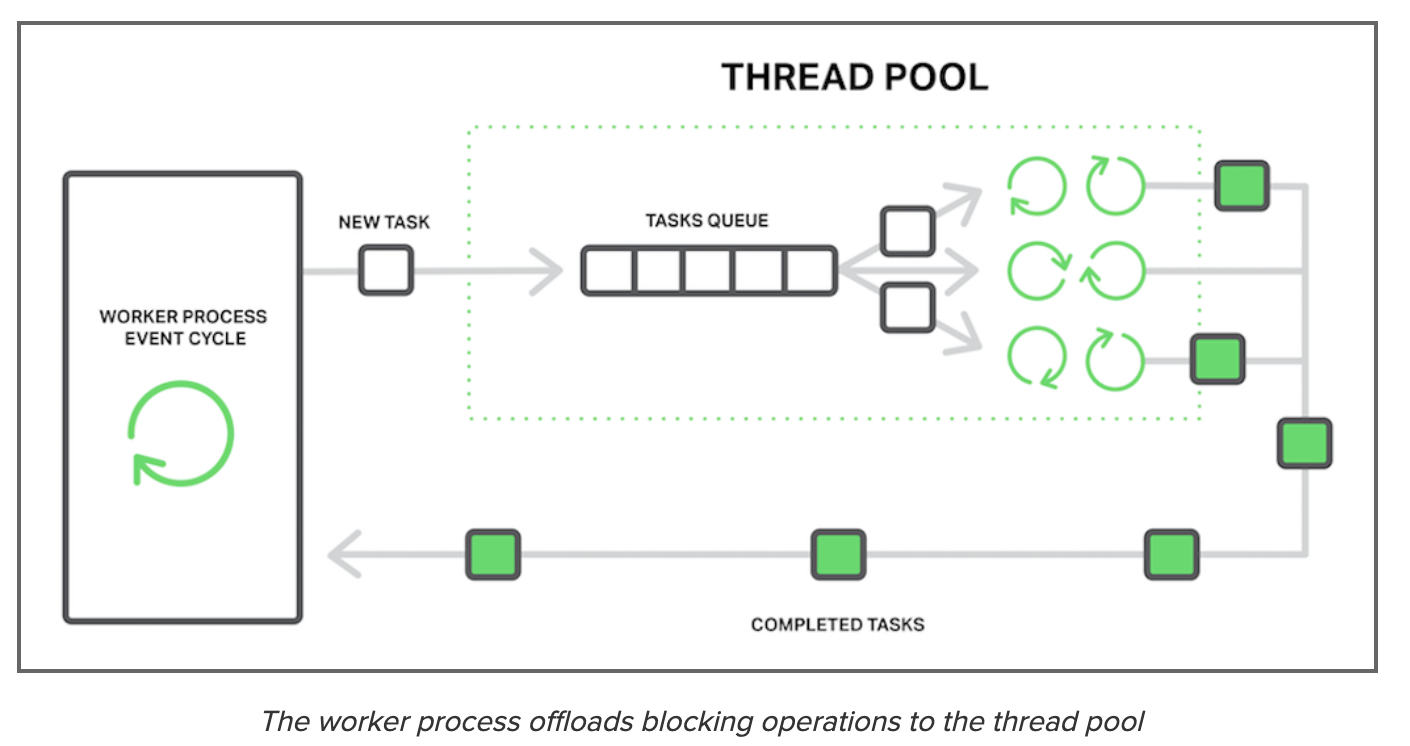 THREAD POOL
NEW TASK
TASKS QUEUE
WORKER PROCESS
EVENT CYCLE
COMPLETED TASKS
The worker process offloads blocking operations to the thread pool